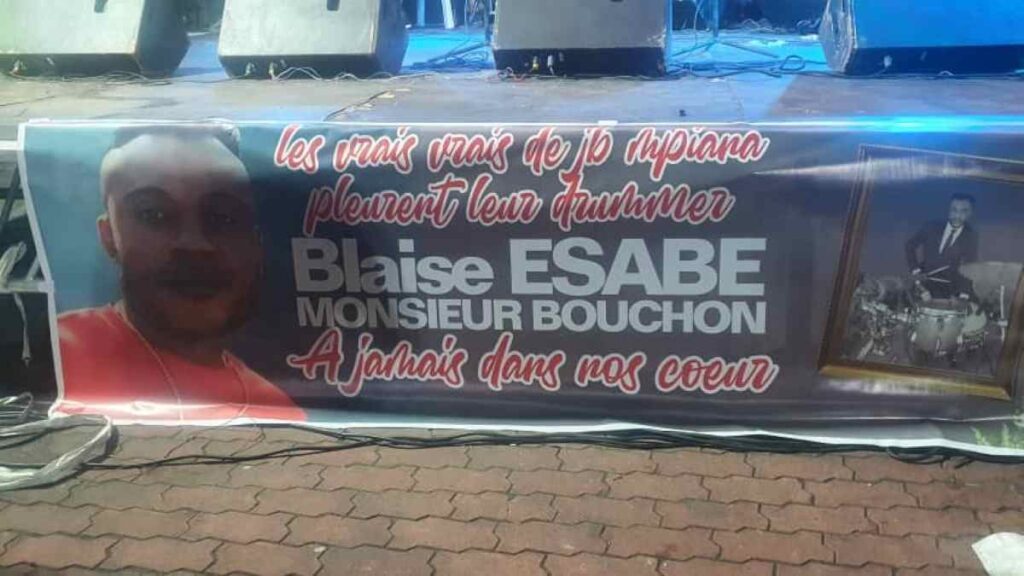 Les vrais vrais de jb mpiana
pleurent leur drummer
Blaise ESABE
MONSIEUR BOUCHON
A jamais dans nos coeur